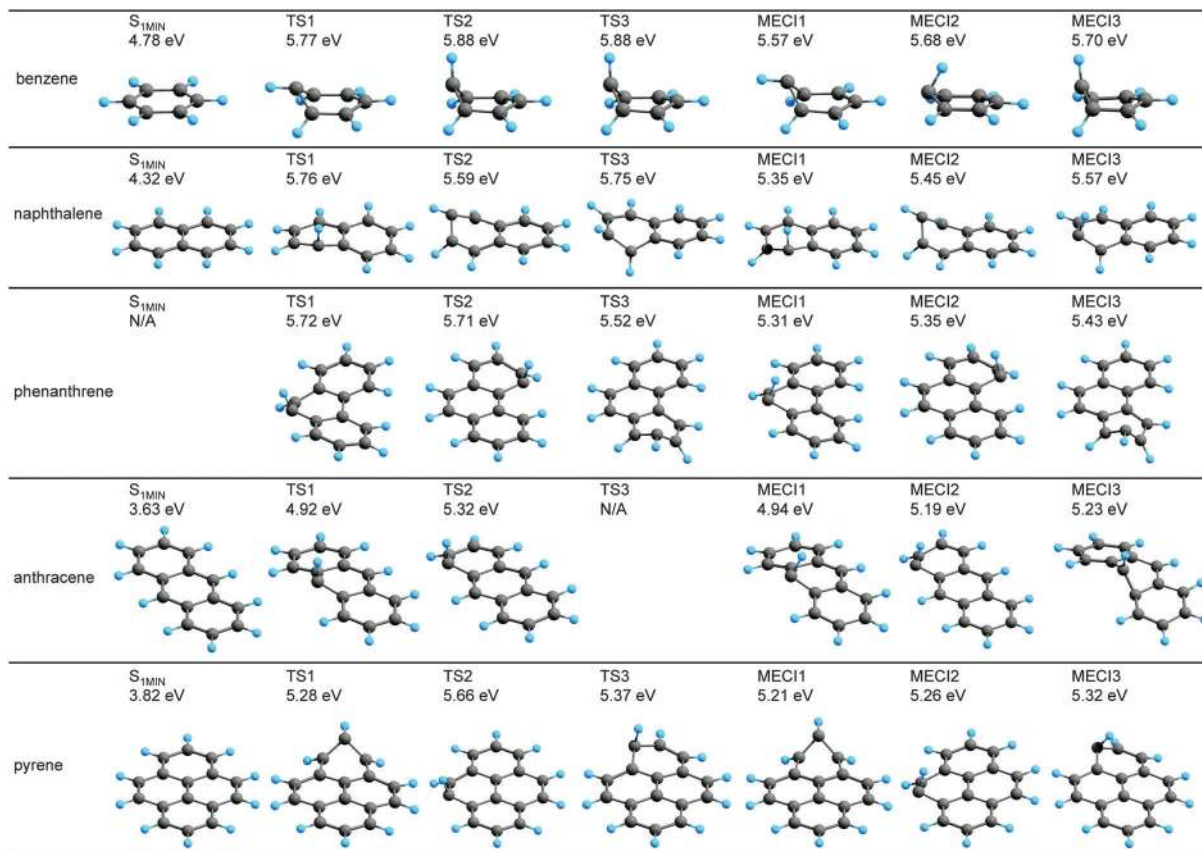 S1MIN TS1 TS2 TS3 MECI1 MECI2 MECI3
4.78 eV 5.77 eV 5.88 eV 5.88 eV 5.57 eV 5.68 eV 5.70 eV
benzene
S1MIN TS1 TS2 TS3 MECI1 MECI2 MECI3
4.32 eV 5.76 eV 5.59 eV 5.75 eV 5.35 eV 5.45 eV 5.57 eV
naphthalene
S1MIN TS1 TS2 TS3 MECI1 MECI2 MECI3
N/A 5.72 eV 5.71 eV 5.52 eV 5.31 eV 5.35 eV 5.43 eV
phenanthrene
S1MIN TS1 TS2 TS3 MECI1 MECI2 MECI3
3.63 eV 4.92 eV 5.32 eV N/A 4.94 eV 5.19 eV 5.23 eV
anthracene
S1MIN TS1 TS2 TS3 MECI1 MECI2 MECI3
3.82 eV 5.28 eV 5.66 eV 5.37 eV 5.21 eV 5.26 eV 5.32 eV
pyrene